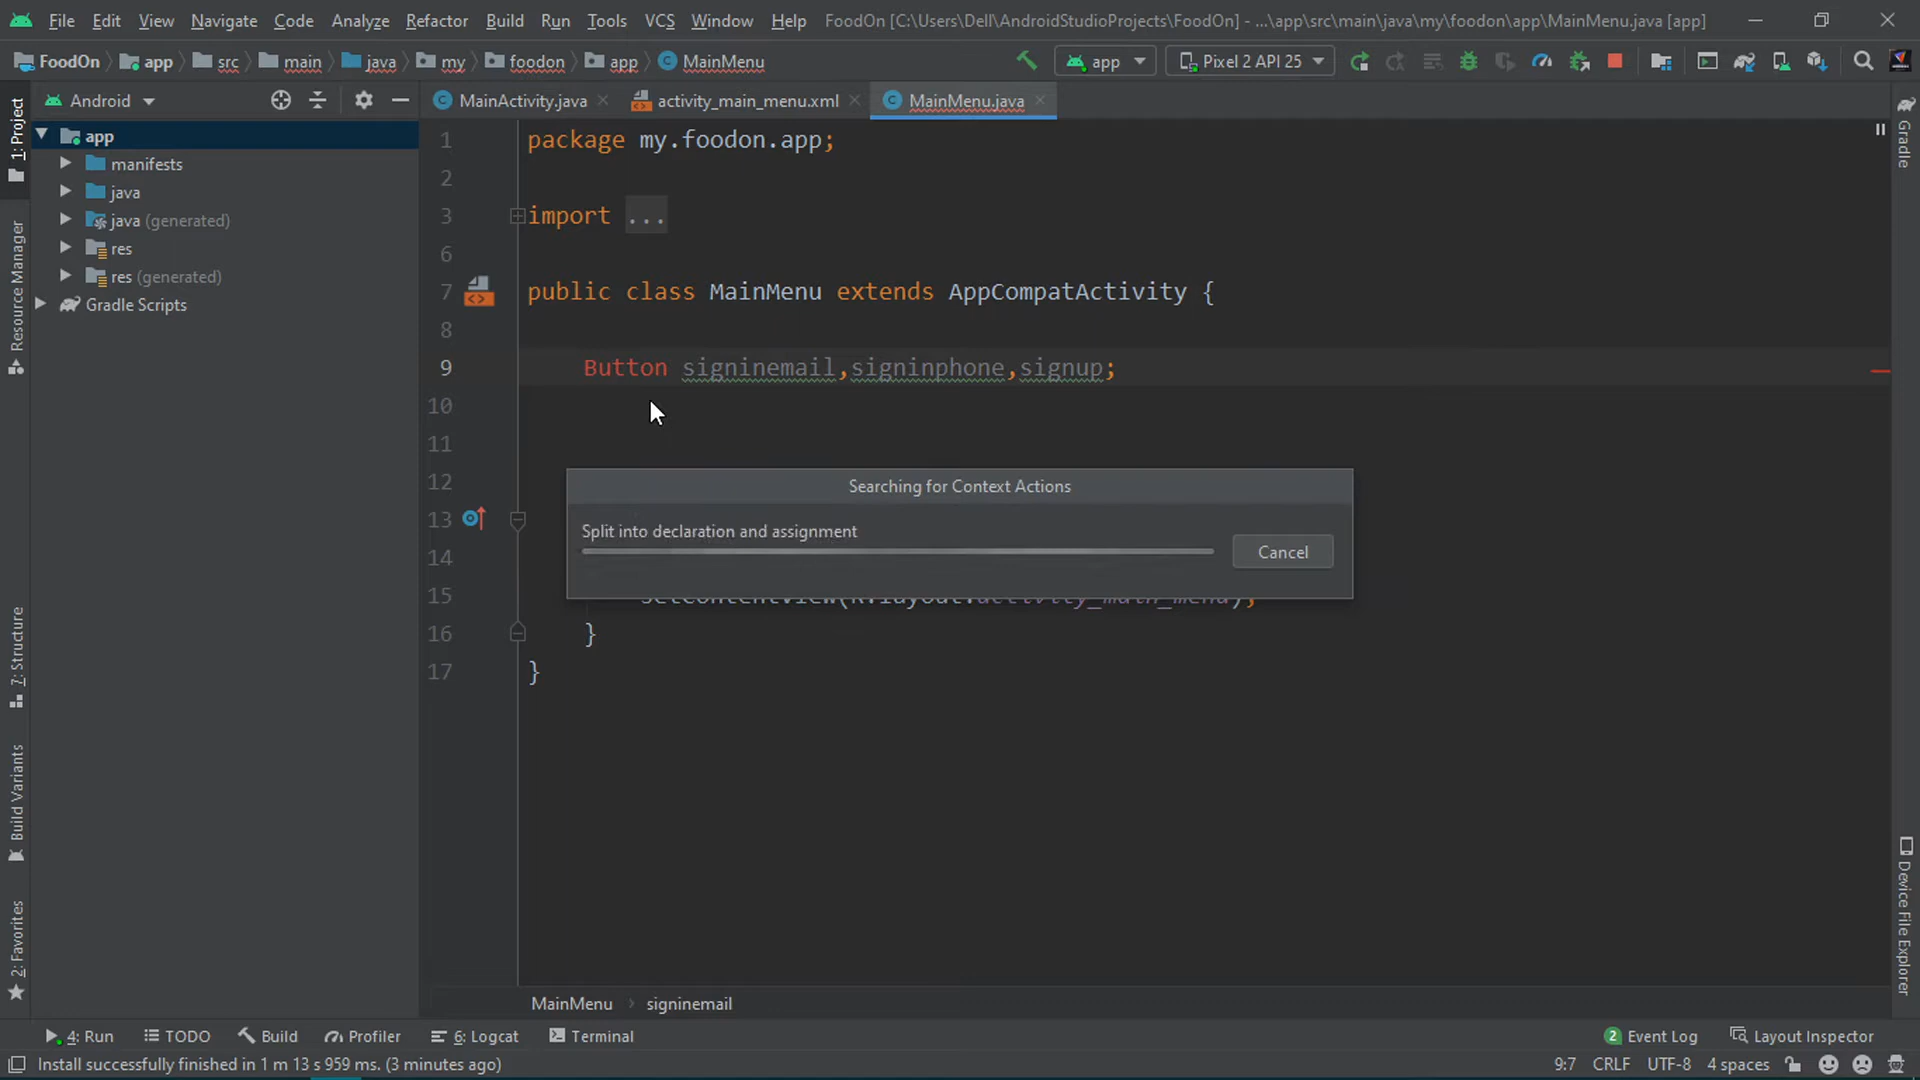 File Edit View Navigate Code Analyze Refactor Build Run Tools VCS Window Help FoodOn [C:\Users\Dell\AndroidStudioProjects\FoodOn] - ...\app\src\main\java\my\foodon\app\MainMenu.java [app]
FoodOn app src main java my foodon app MainMenu app Pixel 2 API 25
Android MainActivity.java activity_main_menu.xml MainMenu.java
1: Project
Resource Manager
7: Structure
Build Variants
2: Favorites
app
manifests
java
java (generated)
res
res (generated)
Gradle Scripts
1 package my.foodon.app;
2
3 import ...
6
7 public class MainMenu extends AppCompatActivity {
8
9 Button signinemail,signinphone,signup;
10
11
12
13
14
15
16 }
17 }
Searching for Context Actions
Split into declaration and assignment
Cancel
Gradle
Device File Explorer
MainMenu signinemail
4: Run TODO Build Profiler 6: Logcat Terminal 2 Event Log Layout Inspector
Install successfully finished in 1 m 13 s 959 ms. (3 minutes ago) 9:7 CRLF UTF-8 4 spaces